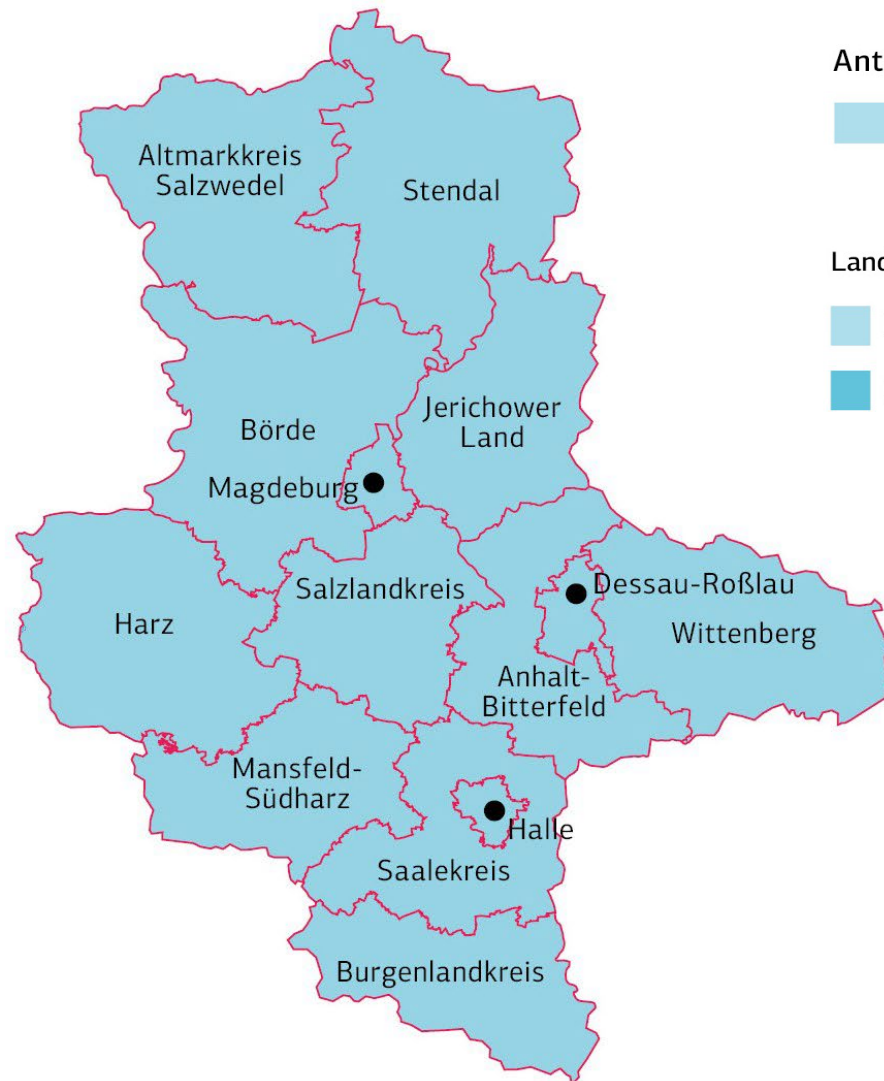 Ant
Altmarkkreis
Salzwedel
Stendal
Land
Jerichower
Land
Börde
Magdeburg
Salzlandkreis
Dessau-Roßlau
Harz
Wittenberg
Anhalt-
Bitterfeld
Mansfeld-
Südharz
Halle
Saalekreis
Burgenlandkreis